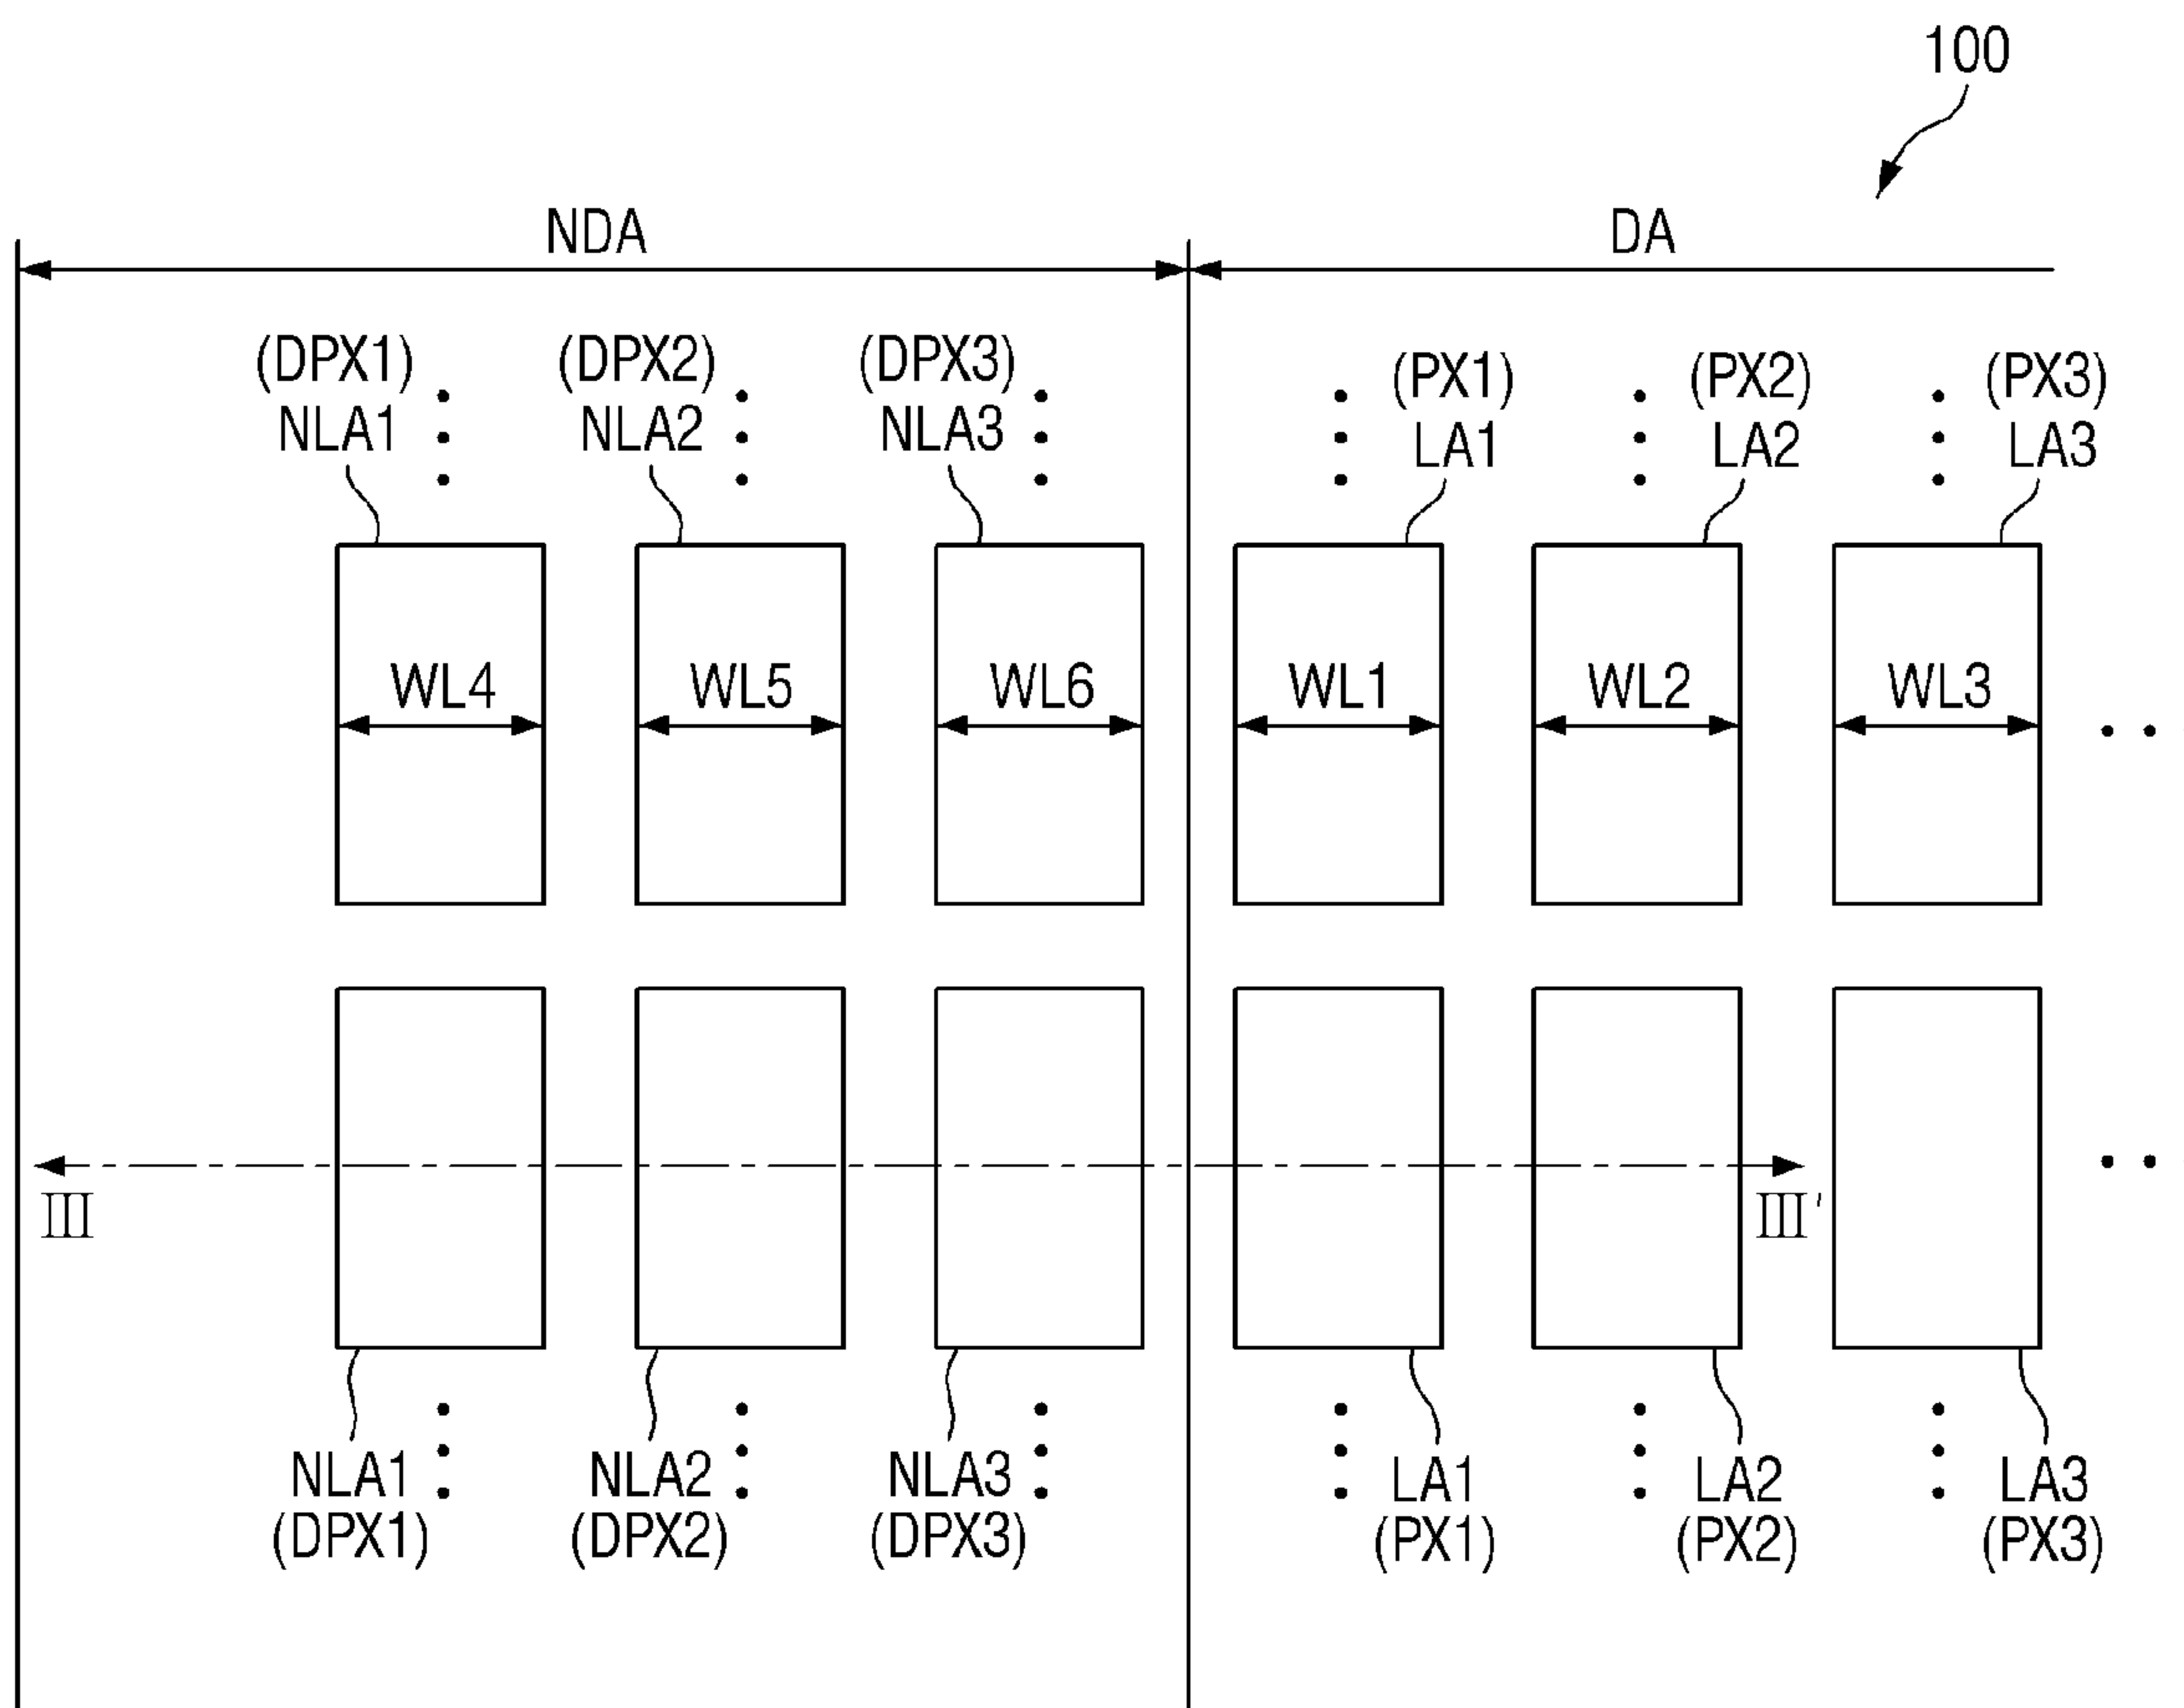 100
NDA
DA
(DPX1)
NLA1
(DPX2)
NLA2
(DPX3)
NLA3
(PX1)
LA1
(PX2)
LA2
(PX3)
LA3
WL4
WL5
WL6
WL1
WL2
WL3
III
III'
NLA1
(DPX1)
NLA2
(DPX2)
NLA3
(DPX3)
LA1
(PX1)
LA2
(PX2)
LA3
(PX3)